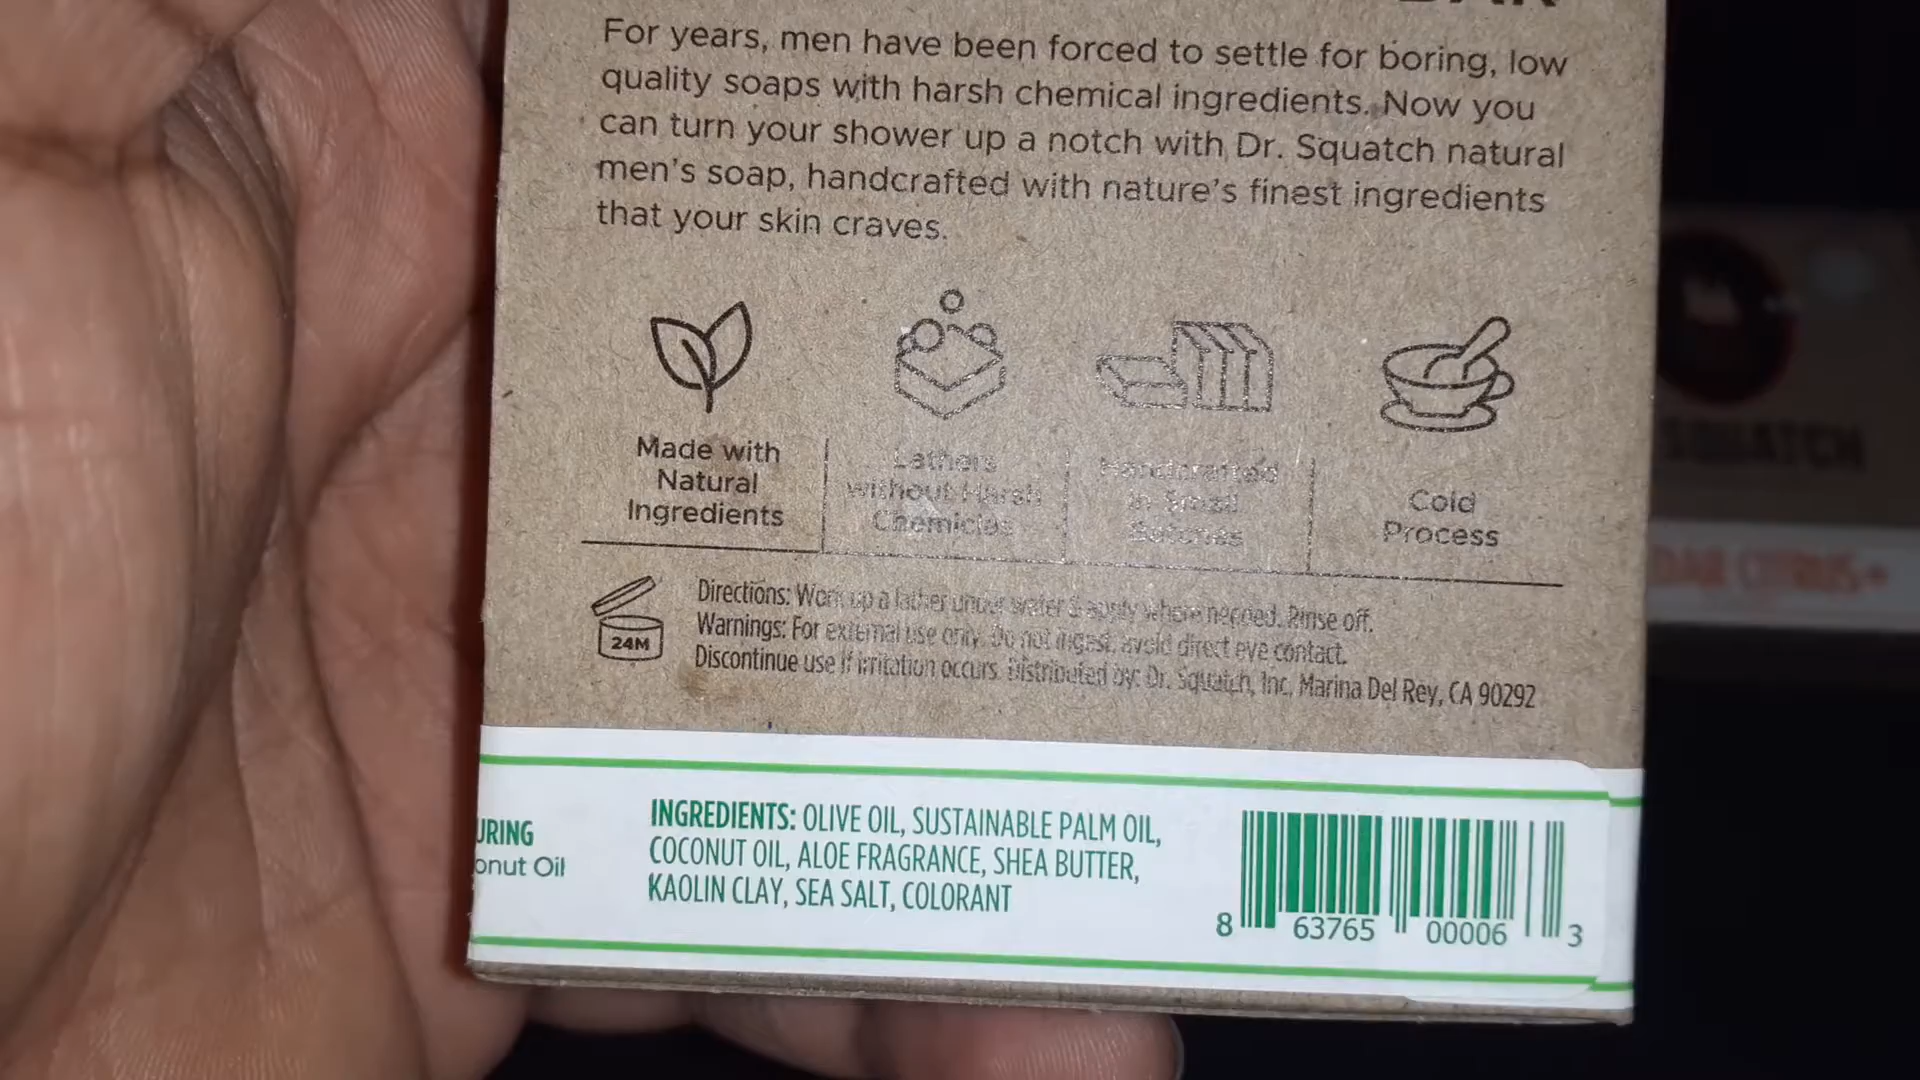 For years, men have been forced to settle for boring, low
quality soaps with harsh chemical ingredients. Now you
can turn your shower up a notch with Dr. Squatch natural
men's soap, handcrafted with nature's finest ingredients
that your skin craves.
Made with
Natural
Ingredients
Lathers
without Harsh
Chemicles
Handcrafted
in Small
Batches
Cold
Process
24M
Directions: Work up a lather under water & apply where needed. Rinse off.
Warnings: For external use only. Do not ingest, avoid direct eye contact.
Discontinue use if irritation occurs. Distributed by: Dr. Squatch, Inc, Marina Del Rey, CA 90292
URING
onut Oil
INGREDIENTS: OLIVE OIL, SUSTAINABLE PALM OIL,
COCONUT OIL, ALOE FRAGRANCE, SHEA BUTTER,
KAOLIN CLAY, SEA SALT, COLORANT
8 63765 00006 3
SQUATCH
CITRUS+